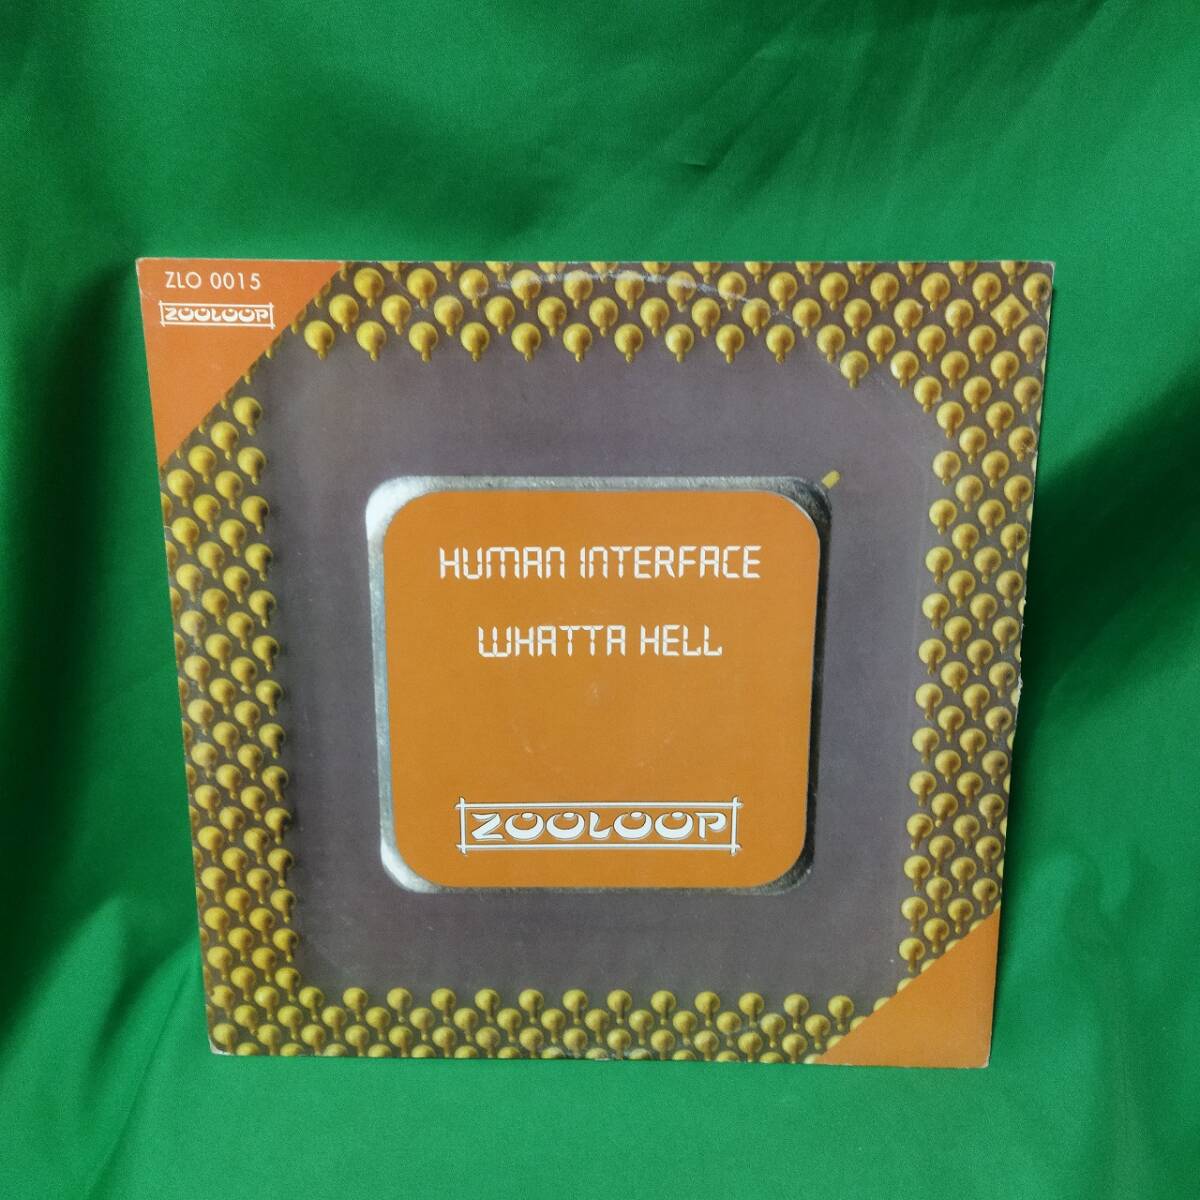 ZLO 0015
ZOOLOOP
HUMAN INTERFACE
WHATTA HELL
ZOOLOOP